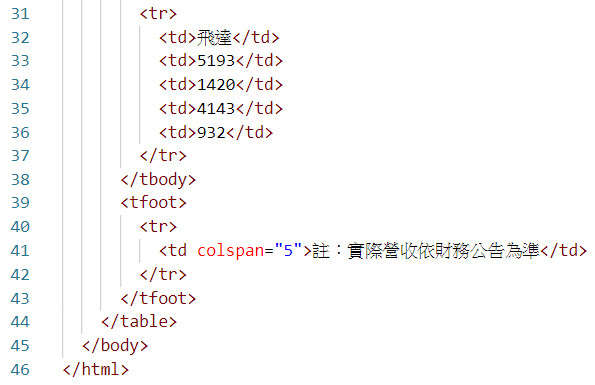 31 <tr>
32 <td>飛達</td>
33 <td>5193</td>
34 <td>1420</td>
35 <td>4143</td>
36 <td>932</td>
37 </tr>
38 </tbody>
39 <tfoot>
40 <tr>
41 <td colspan="5">註：實際營收依財務公告為準</td>
42 </tr>
43 </tfoot>
44 </table>
45 </body>
46 </html>